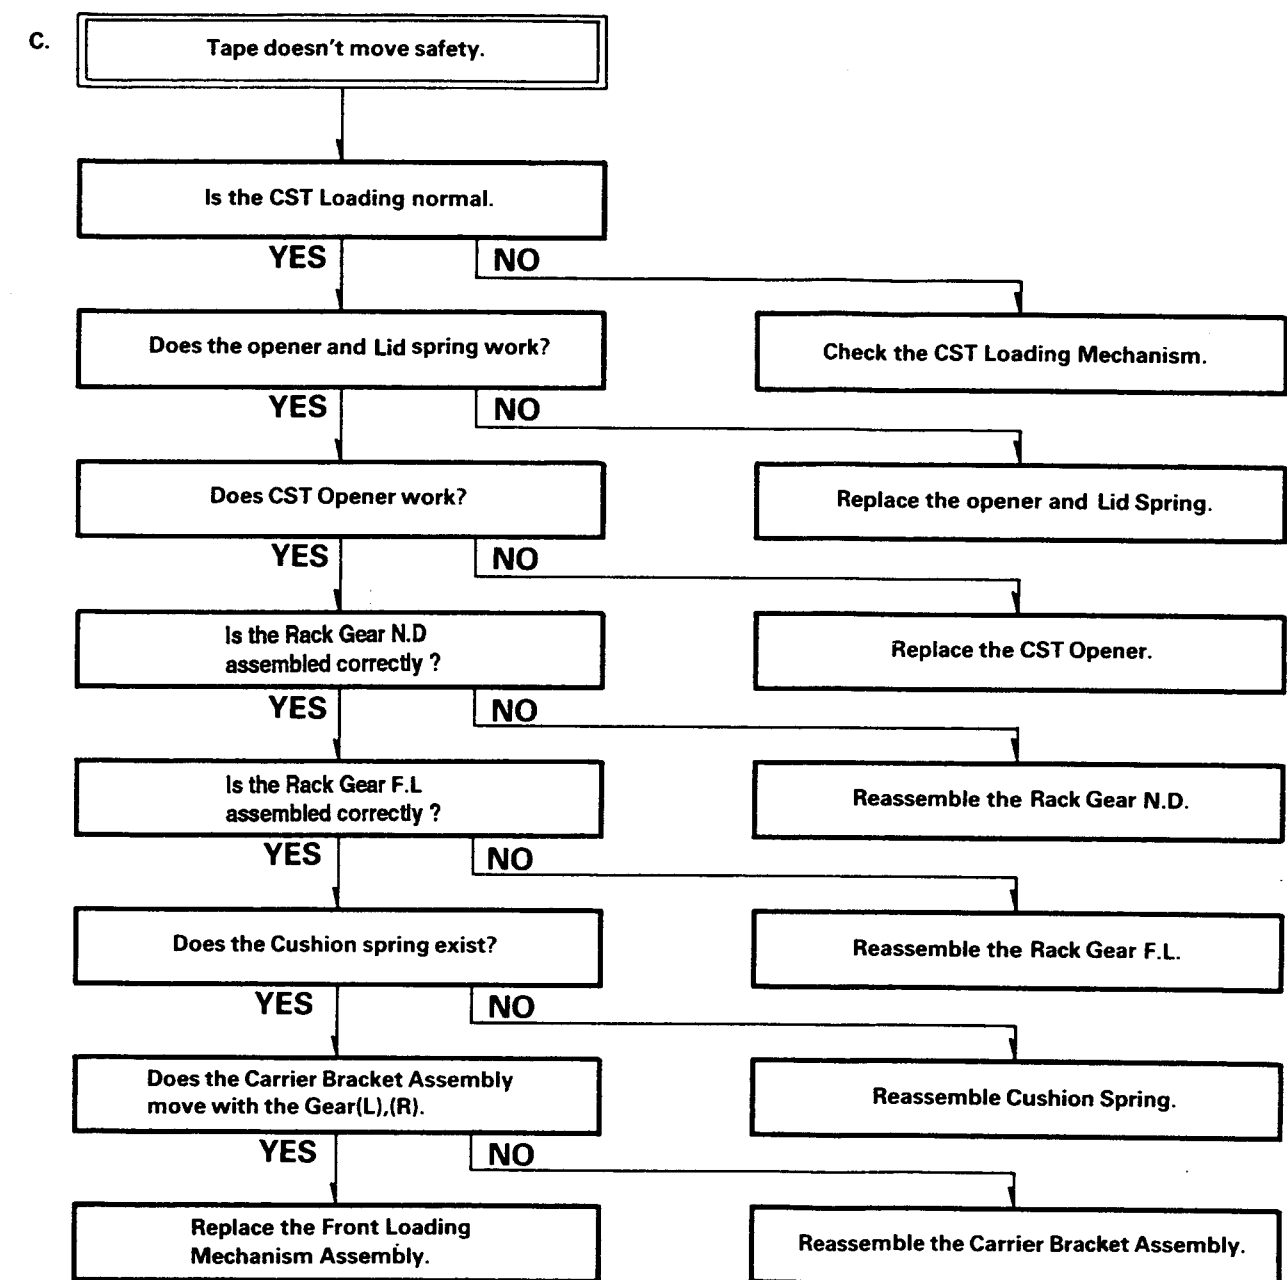 C.
Tape doesn't move safety.
Is the CST Loading normal.
YES
NO
Does the opener and Lid spring work?
Check the CST Loading Mechanism.
YES
NO
Does CST Opener work?
Replace the opener and Lid Spring.
YES
NO
Is the Rack Gear N.D
assembled correctly ?
Replace the CST Opener.
YES
NO
Is the Rack Gear F.L
assembled correctly ?
Reassemble the Rack Gear N.D.
YES
NO
Does the Cushion spring exist?
Reassemble the Rack Gear F.L.
YES
NO
Does the Carrier Bracket Assembly
move with the Gear(L),(R).
Reassemble Cushion Spring.
YES
NO
Replace the Front Loading
Mechanism Assembly.
Reassemble the Carrier Bracket Assembly.